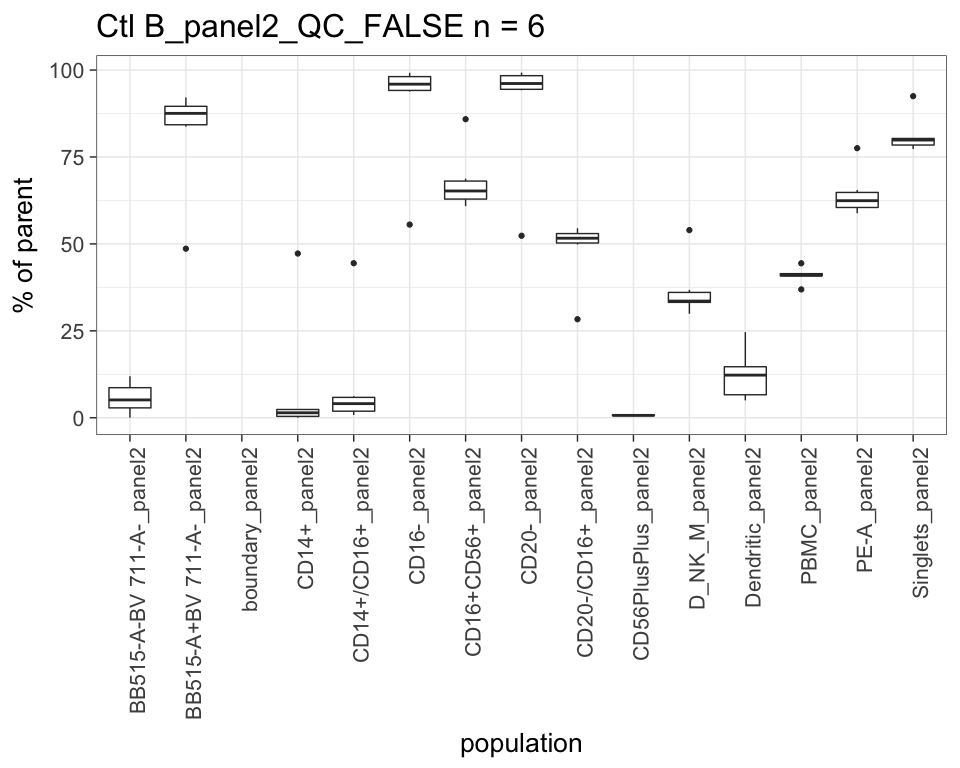 Ctl B_panel2_QC_FALSE n = 6
100
75
50
25
0
% of parent
BB515-A-BV 711-A-_panel2
BB515-A+BV 711-A-_panel2
boundary_panel2
CD14+_panel2
CD14+/CD16+_panel2
CD16-_panel2
CD16+CD56+_panel2
CD20-_panel2
CD20-/CD16+_panel2
CD56PlusPlus_panel2
D_NK_M_panel2
Dendritic_panel2
PBMC_panel2
PE-A_panel2
Singlets_panel2
population